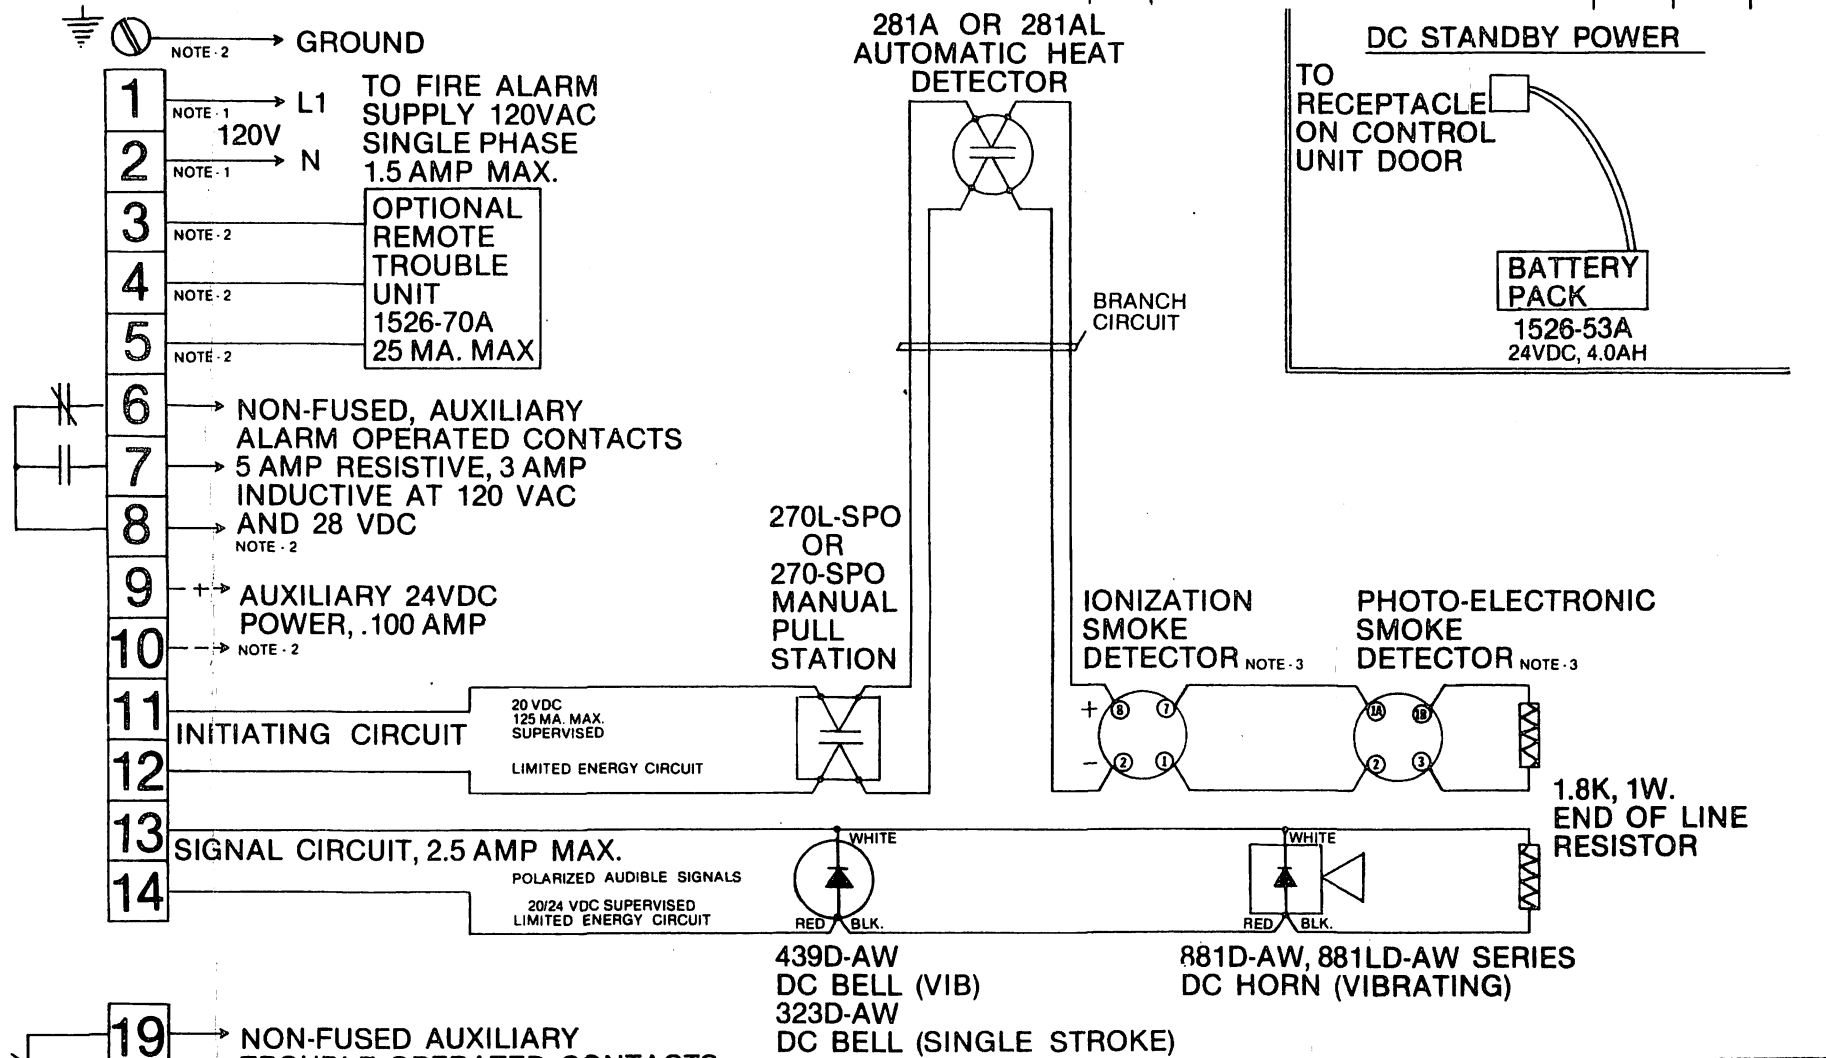 GROUND
NOTE - 2
1
L1
NOTE - 1
120V
2
N
NOTE - 1
TO FIRE ALARM
SUPPLY 120VAC
SINGLE PHASE
1.5 AMP MAX.
3
NOTE - 2
4
NOTE - 2
5
NOTE - 2
OPTIONAL
REMOTE
TROUBLE
UNIT
1526-70A
25 MA. MAX
6
7
8
NON-FUSED, AUXILIARY
ALARM OPERATED CONTACTS
5 AMP RESISTIVE, 3 AMP
INDUCTIVE AT 120 VAC
AND 28 VDC
NOTE - 2
9
+
10
AUXILIARY 24VDC
POWER, .100 AMP
NOTE - 2
11
INITIATING CIRCUIT
12
20 VDC
125 MA. MAX.
SUPERVISED
LIMITED ENERGY CIRCUIT
270L-SPO
OR
270-SPO
MANUAL
PULL
STATION
281A OR 281AL
AUTOMATIC HEAT
DETECTOR
BRANCH
CIRCUIT
DC STANDBY POWER
TO
RECEPTACLE
ON CONTROL
UNIT DOOR
BATTERY
PACK
1526-53A
24VDC, 4.0AH
IONIZATION
SMOKE
DETECTOR NOTE - 3
+ 8 7
− 2 1
PHOTO-ELECTRONIC
SMOKE
DETECTOR NOTE - 3
1A 1B
2 3
1.8K, 1W.
END OF LINE
RESISTOR
13
SIGNAL CIRCUIT, 2.5 AMP MAX.
14
POLARIZED AUDIBLE SIGNALS
20/24 VDC SUPERVISED
LIMITED ENERGY CIRCUIT
WHITE
RED BLK.
439D-AW
DC BELL (VIB)
323D-AW
DC BELL (SINGLE STROKE)
WHITE
RED BLK.
881D-AW, 881LD-AW SERIES
DC HORN (VIBRATING)
19
NON-FUSED AUXILIARY
TROUBLE OPERATED CONTACTS